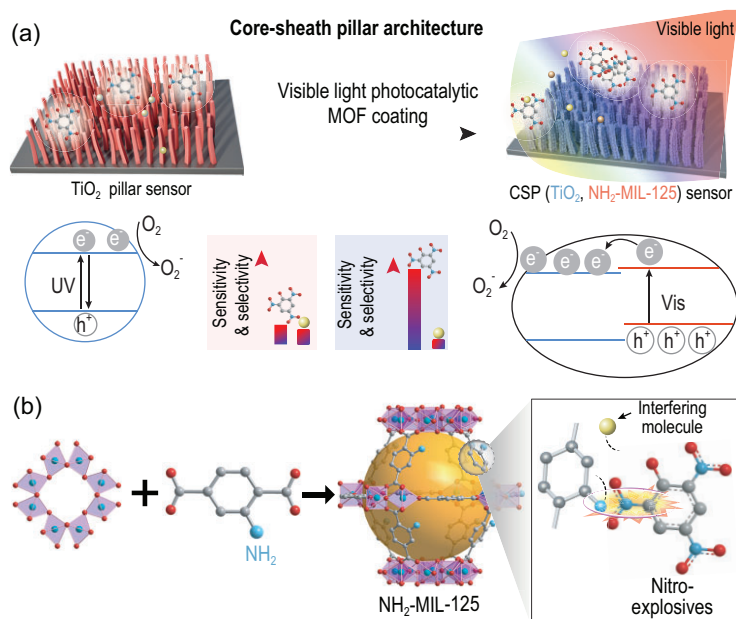 (a)
Core-sheath pillar architecture
Visible light
Visible light photocatalytic
MOF coating
TiO₂ pillar sensor
CSP (TiO₂, NH₂-MIL-125) sensor
e⁻ e⁻ O₂
O₂⁻
UV
h⁺
Sensitivity
& selectivity
Sensitivity
& selectivity
O₂
e⁻ e⁻ e⁻ e⁻
O₂⁻
Vis
h⁺ h⁺ h⁺
(b)
NH₂
NH₂-MIL-125
Interfering
molecule
Nitro-
explosives